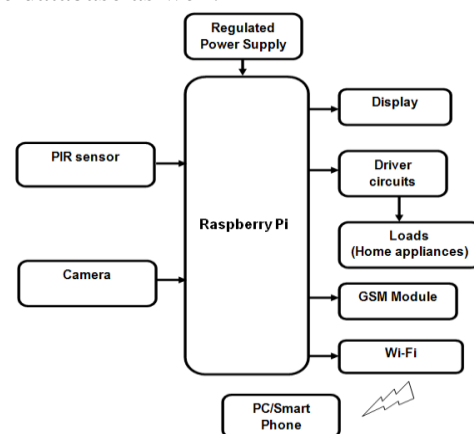 Regulated
Power Supply
Display
PIR sensor
Driver
circuits
Raspberry Pi
Loads
(Home appliances)
Camera
GSM Module
Wi-Fi
PC/Smart
Phone